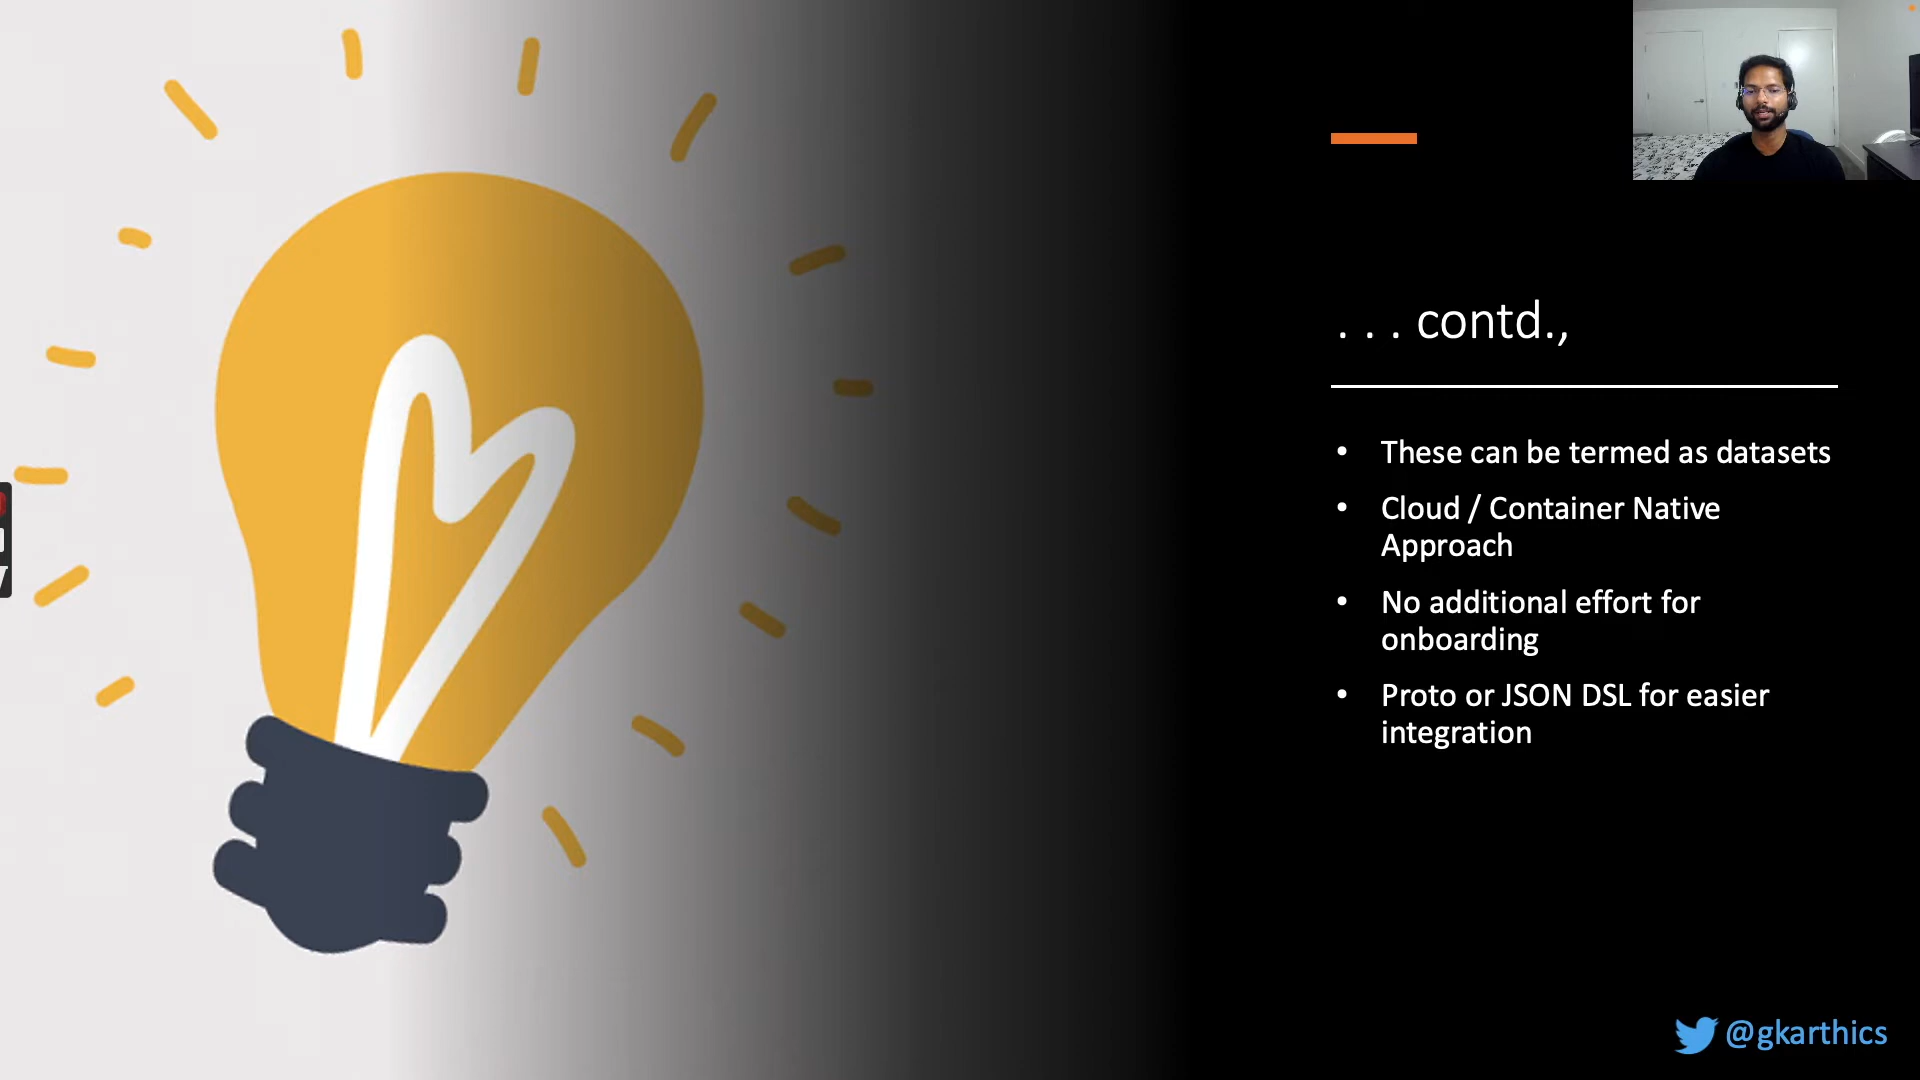 . . . contd.,
• These can be termed as datasets
• Cloud / Container Native
Approach
• No additional effort for
onboarding
• Proto or JSON DSL for easier
integration
@gkarthics